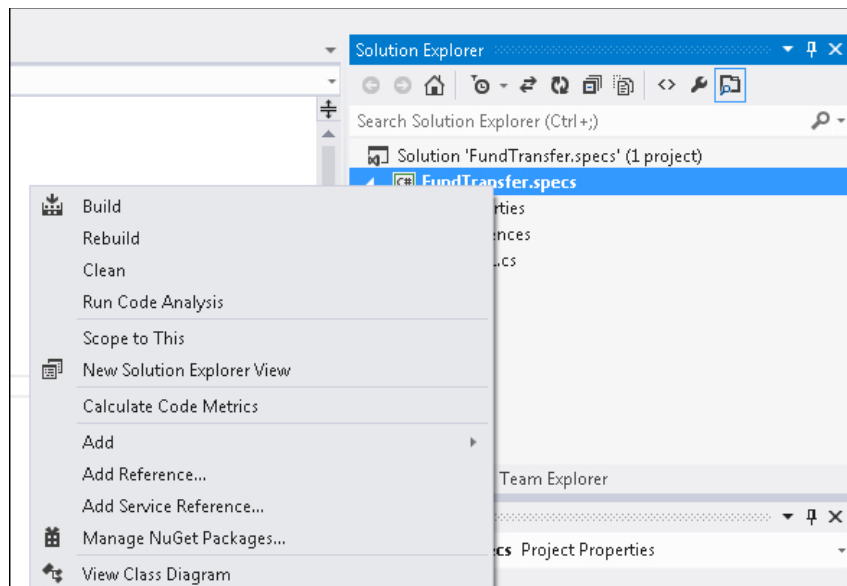 Solution Explorer
Search Solution Explorer (Ctrl+;)
Solution 'FundTransfer.specs' (1 project)
C# FundTransfer.specs
rties
ences
.cs
Build
Rebuild
Clean
Run Code Analysis
Scope to This
New Solution Explorer View
Calculate Code Metrics
Add
Add Reference...
Add Service Reference...
Manage NuGet Packages...
View Class Diagram
Team Explorer
cs Project Properties